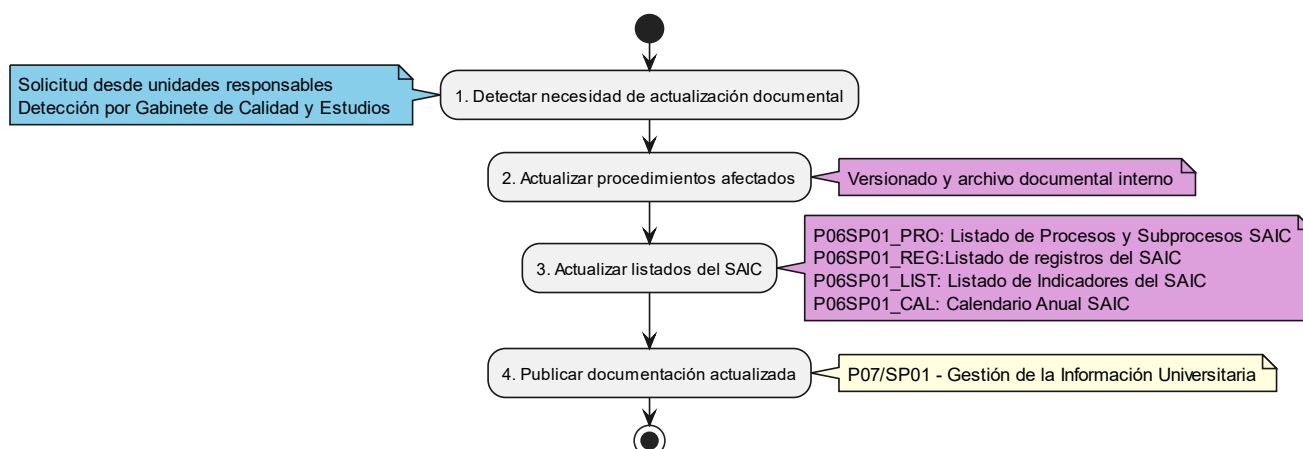 Solicitud desde unidades responsables
Detección por Gabinete de Calidad y Estudios
1. Detectar necesidad de actualización documental
2. Actualizar procedimientos afectados
Versionado y archivo documental interno
3. Actualizar listados del SAIC
P06SP01_PRO: Listado de Procesos y Subprocesos SAIC
P06SP01_REG:Listado de registros del SAIC
P06SP01_LIST: Listado de Indicadores del SAIC
P06SP01_CAL: Calendario Anual SAIC
4. Publicar documentación actualizada
P07/SP01 - Gestión de la Información Universitaria